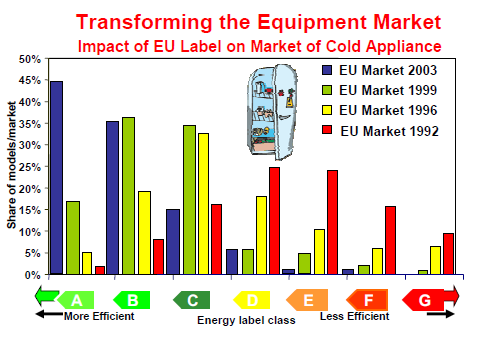 Transforming the Equipment Market
Impact of EU Label on Market of Cold Appliance
50%
45%
40%
35%
30%
25%
20%
15%
10%
5%
0%
Share of models/market
EU Market 2003
EU Market 1999
EU Market 1996
EU Market 1992
A B C D E F G
More Efficient Energy label class Less Efficient